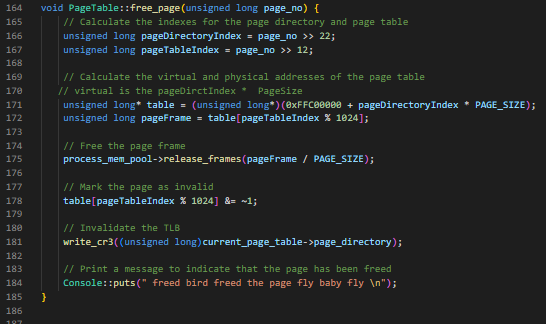 164 void PageTable::free_page(unsigned long page_no) {
165 // Calculate the indexes for the page directory and page table
166 unsigned long pageDirectoryIndex = page_no >> 22;
167 unsigned long pageTableIndex = page_no >> 12;
168
169 // Calculate the virtual and physical addresses of the page table
170 // virtual is the pageDirctIndex * PageSize
171 unsigned long* table = (unsigned long*)(0xFFC00000 + pageDirectoryIndex * PAGE_SIZE);
172 unsigned long pageFrame = table[pageTableIndex % 1024];
173
174 // Free the page frame
175 process_mem_pool->release_frames(pageFrame / PAGE_SIZE);
176
177 // Mark the page as invalid
178 table[pageTableIndex % 1024] &= ~1;
179
180 // Invalidate the TLB
181 write_cr3((unsigned long)current_page_table->page_directory);
182
183 // Print a message to indicate that the page has been freed
184 Console::puts(" freed bird freed the page fly baby fly \n");
185 }
186
187